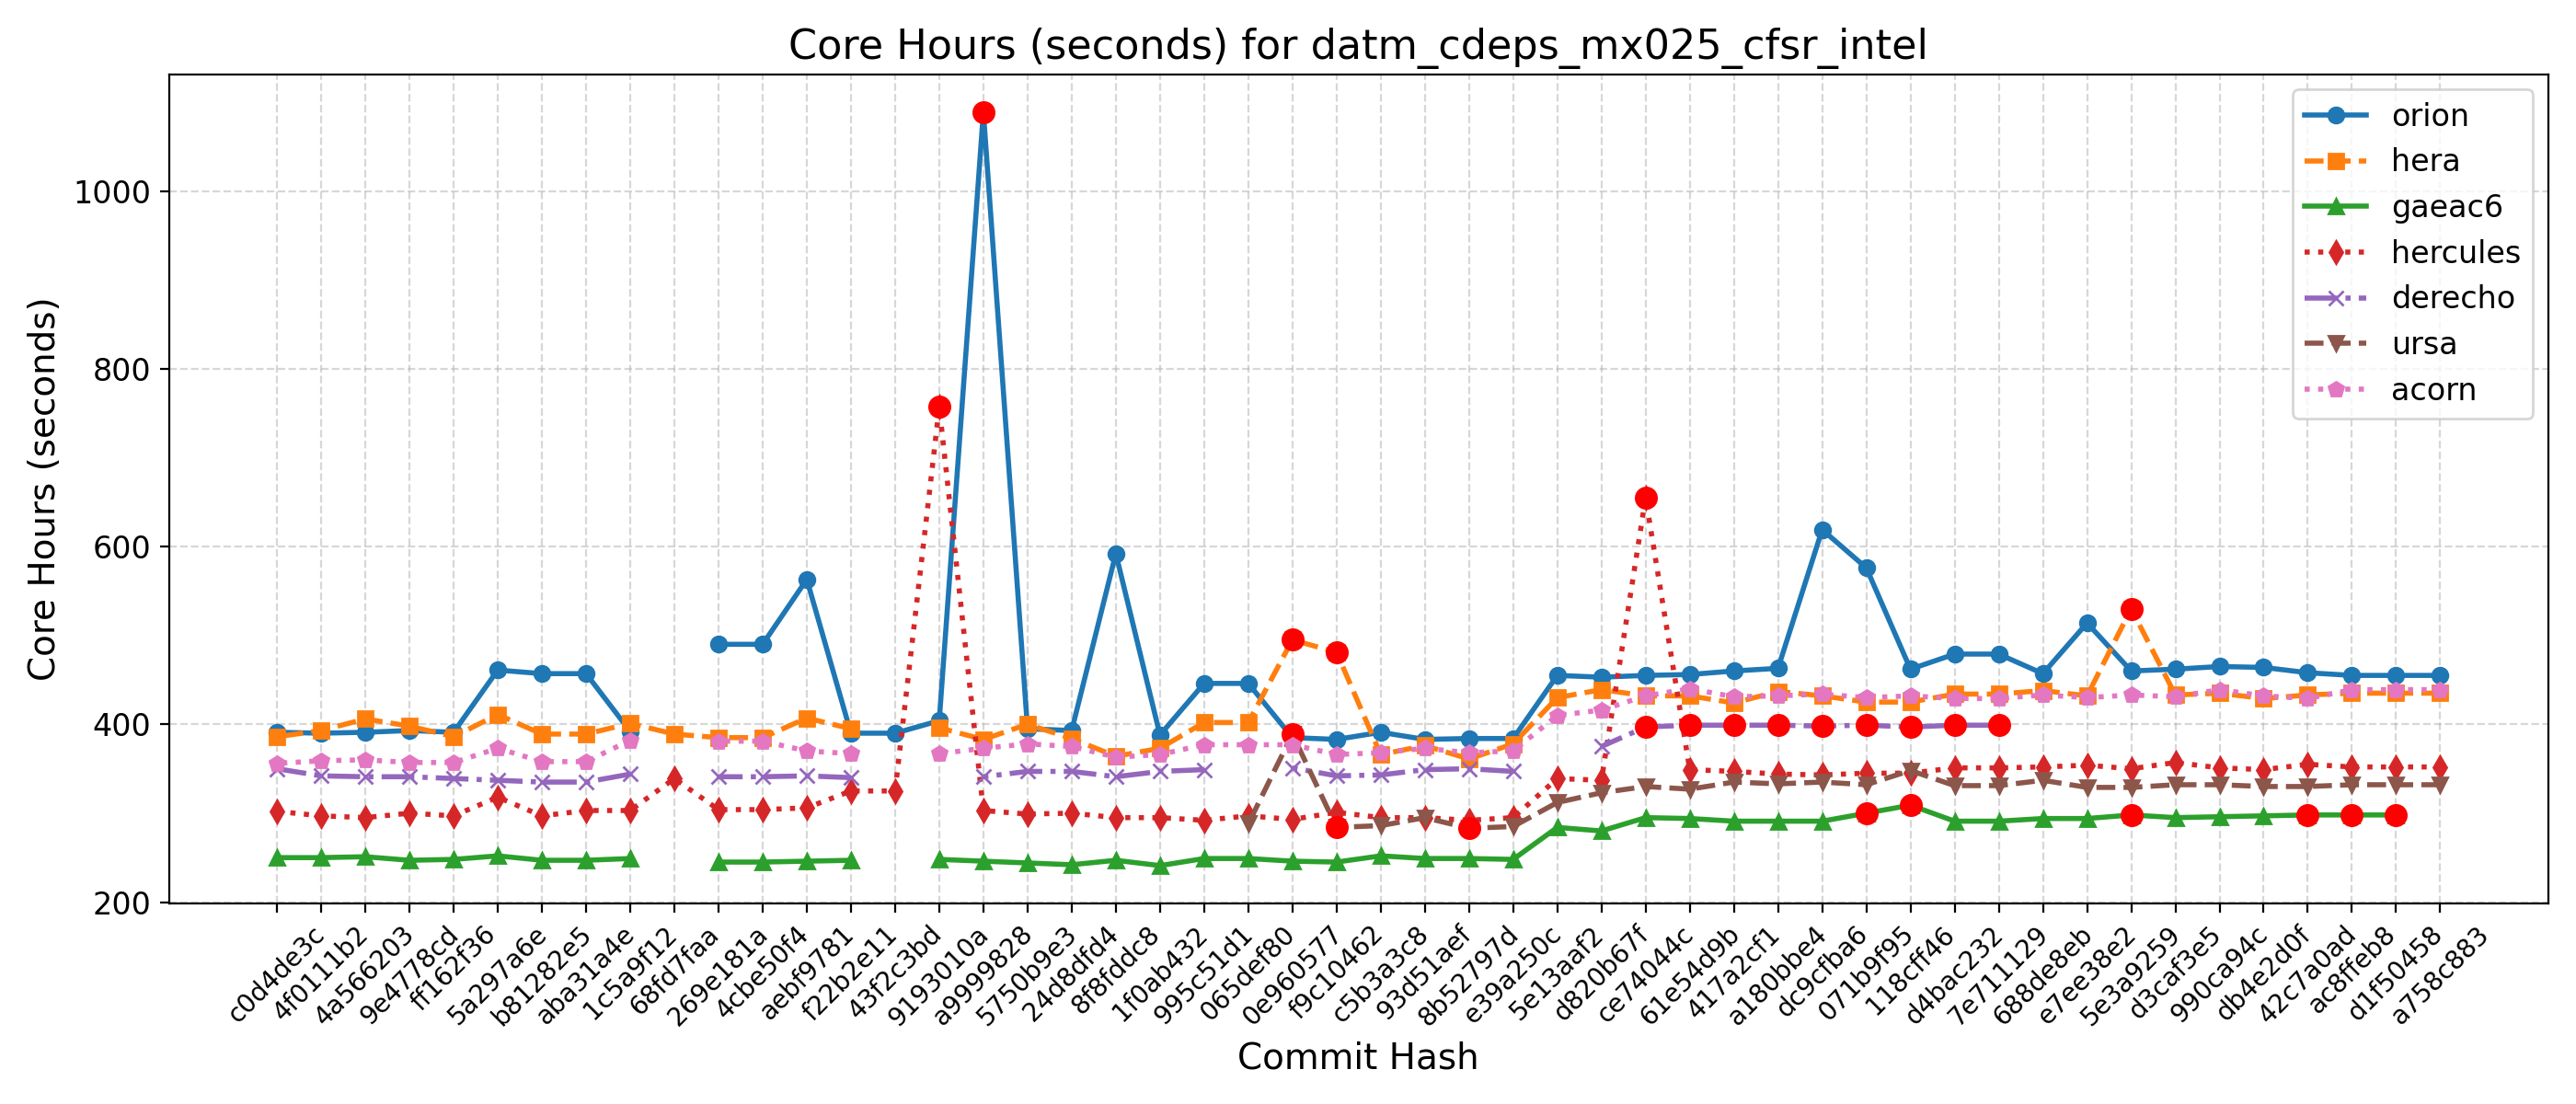 Core Hours (seconds) for datm_cdeps_mx025_cfsr_intel
Core Hours (seconds)
1000
800
600
400
200
orion
hera
gaeac6
hercules
derecho
ursa
acorn
c0d4de3c
4f0111b2
4a566203
9e4778cd
ff162f36
5a297a6e
b81282e5
aba31a4e
1c5a9f12
68fd7faa
269e181a
4cbe50f4
aebf9781
f22b2e11
43f2c3bd
9193010a
a9999828
5750b9e3
24d8dfd4
8f8fddc8
1f0ab432
995c51d1
065def80
0e960577
f9c10462
c5b3a3c8
93d51aef
8b52797d
e39a250c
5e13aaf2
d820b67f
ce74044c
61e54d9b
417a2cf1
a180bbe4
dc9cfba6
071b9f95
118cff46
d4bac232
7e711129
688de8eb
e7ee38e2
5e3a9259
d3caf3e5
990ca94c
db4e2d0f
42c7a0ad
ac8ffeb8
d1f50458
a758c883
Commit Hash